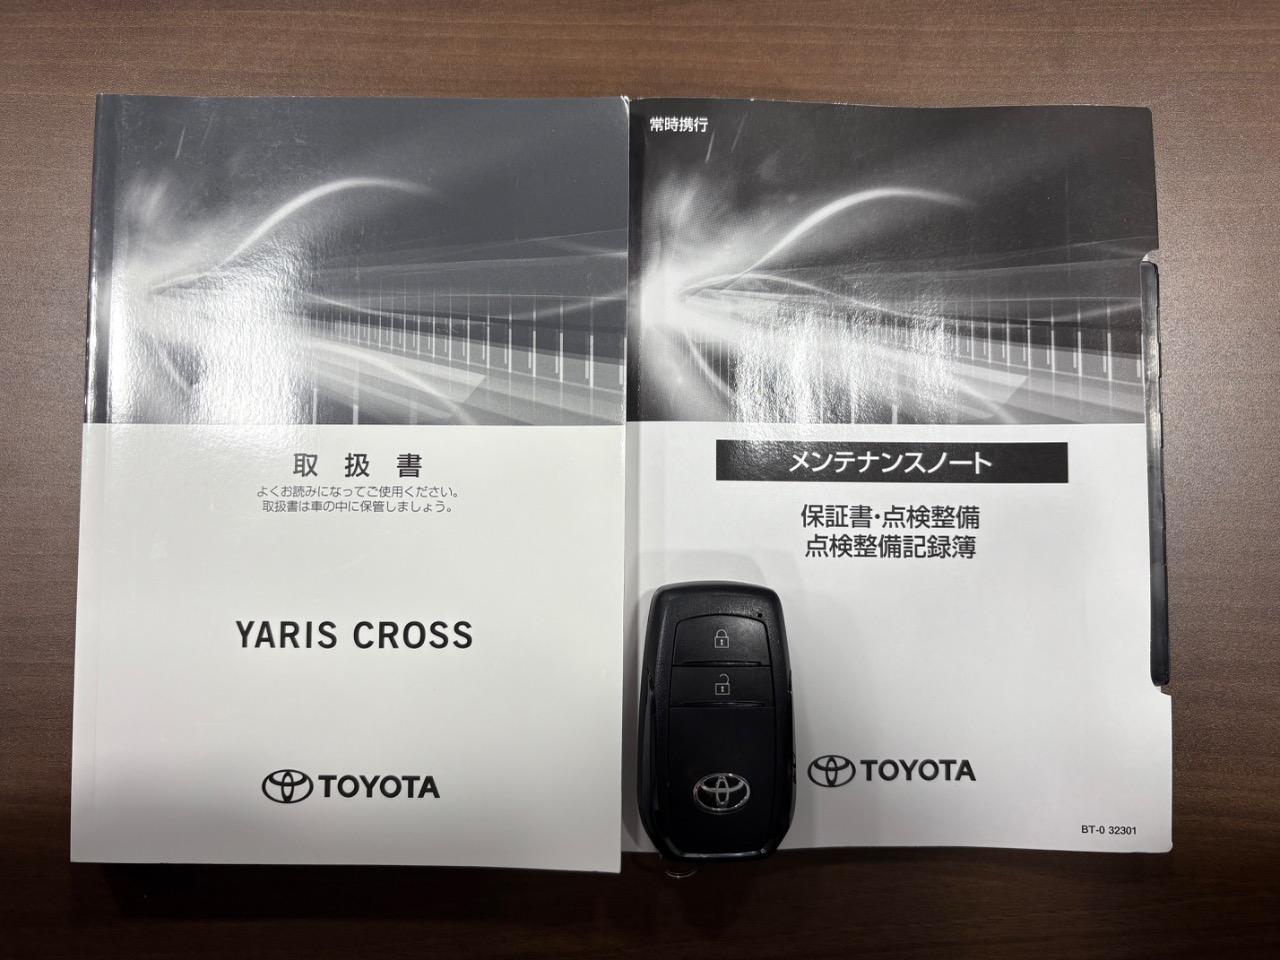 取扱書
よくお読みになってご使用ください。
取扱書は車の中に保管しましょう。
YARIS CROSS
TOYOTA
常時携行
メンテナンスノート
保証書・点検整備
点検整備記録簿
TOYOTA
BT-0 32301